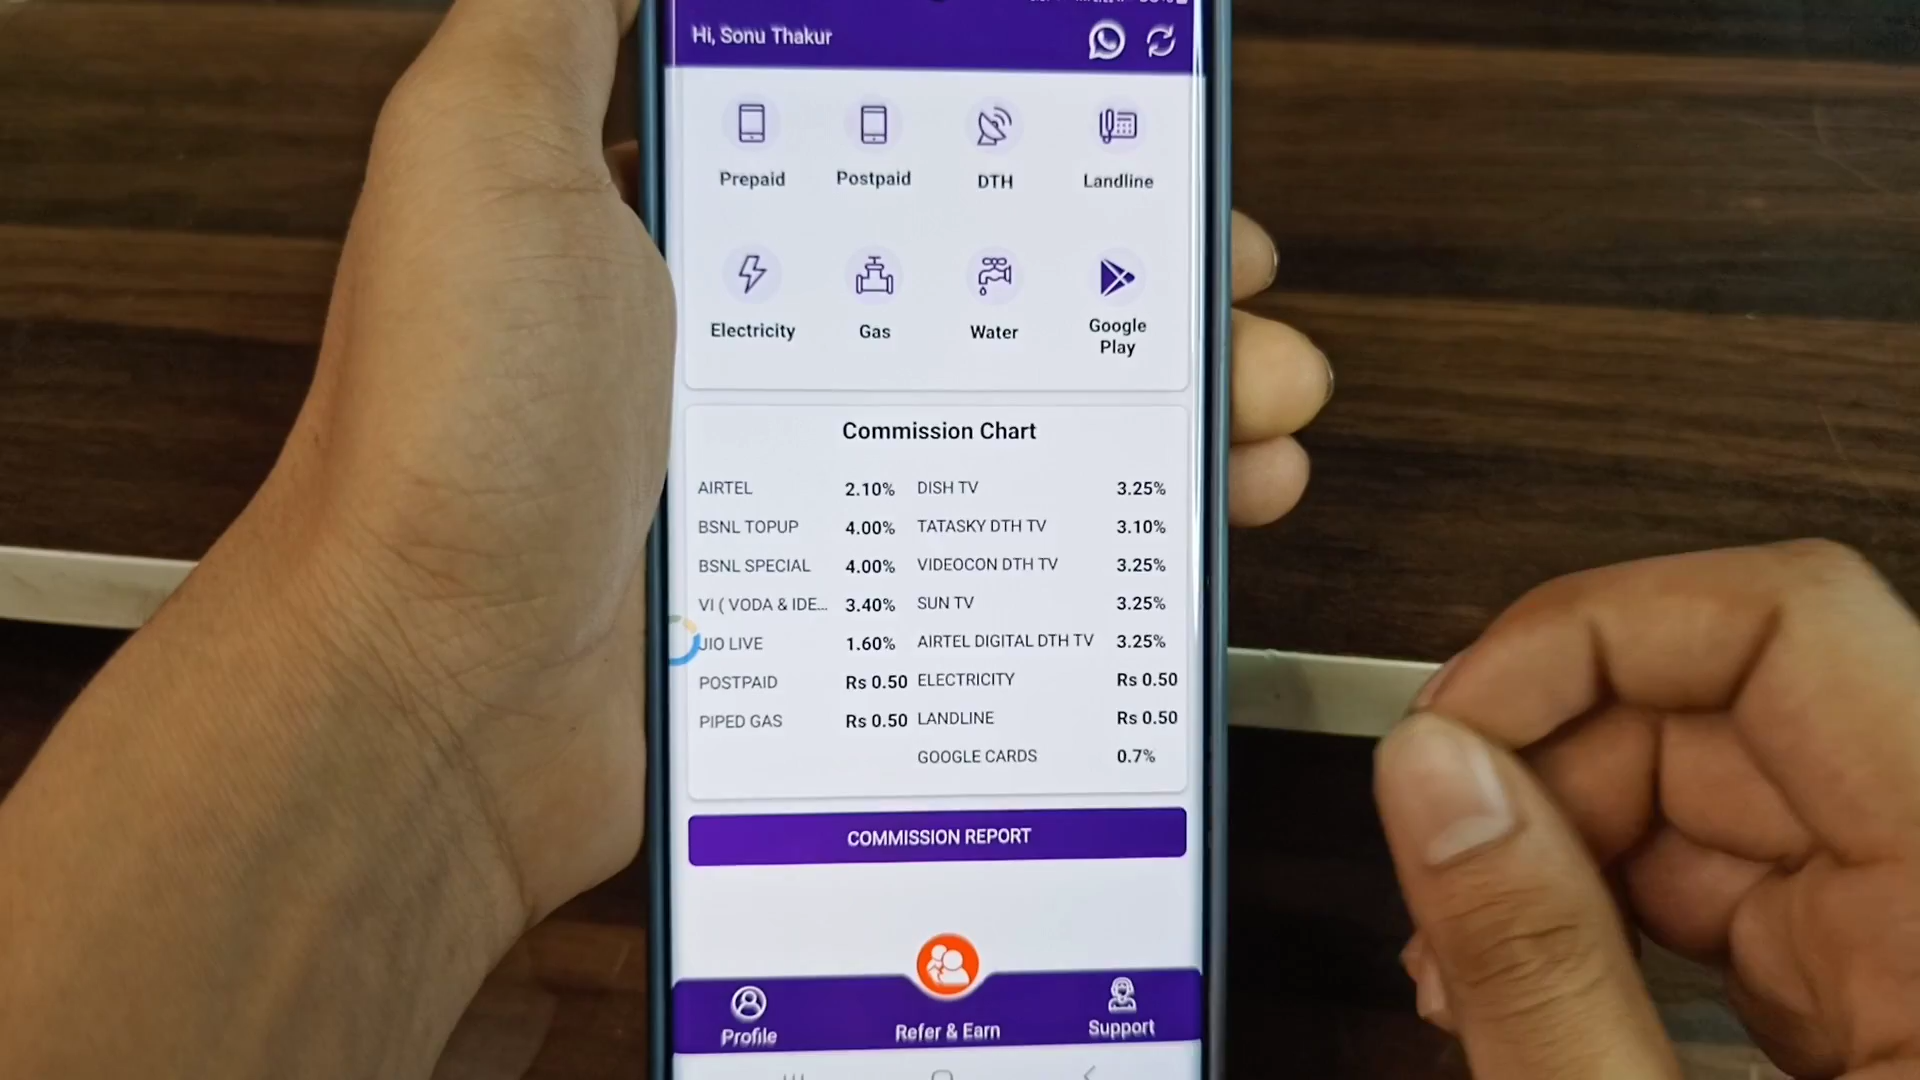 Hi, Sonu Thakur
Prepaid Postpaid DTH Landline
Electricity Gas Water Google Play
Commission Chart
AIRTEL 2.10% DISH TV 3.25%
BSNL TOPUP 4.00% TATASKY DTH TV 3.10%
BSNL SPECIAL 4.00% VIDEOCON DTH TV 3.25%
VI ( VODA & IDE... 3.40% SUN TV 3.25%
JIO LIVE 1.60% AIRTEL DIGITAL DTH TV 3.25%
POSTPAID Rs 0.50 ELECTRICITY Rs 0.50
PIPED GAS Rs 0.50 LANDLINE Rs 0.50
GOOGLE CARDS 0.7%
COMMISSION REPORT
Profile Refer & Earn Support